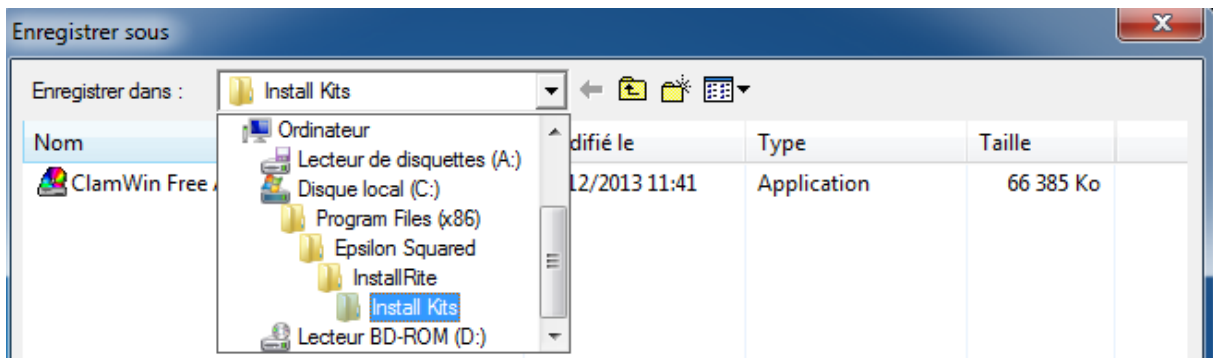 Enregistrer sous
Enregistrer dans : Install Kits
Nom difié le Type Taille
Ordinateur
Lecteur de disquettes (A:)
ClamWin Free 12/2013 11:41 Application 66 385 Ko
Disque local (C:)
Program Files (x86)
Epsilon Squared
InstallRite
Install Kits
Lecteur BD-ROM (D:)